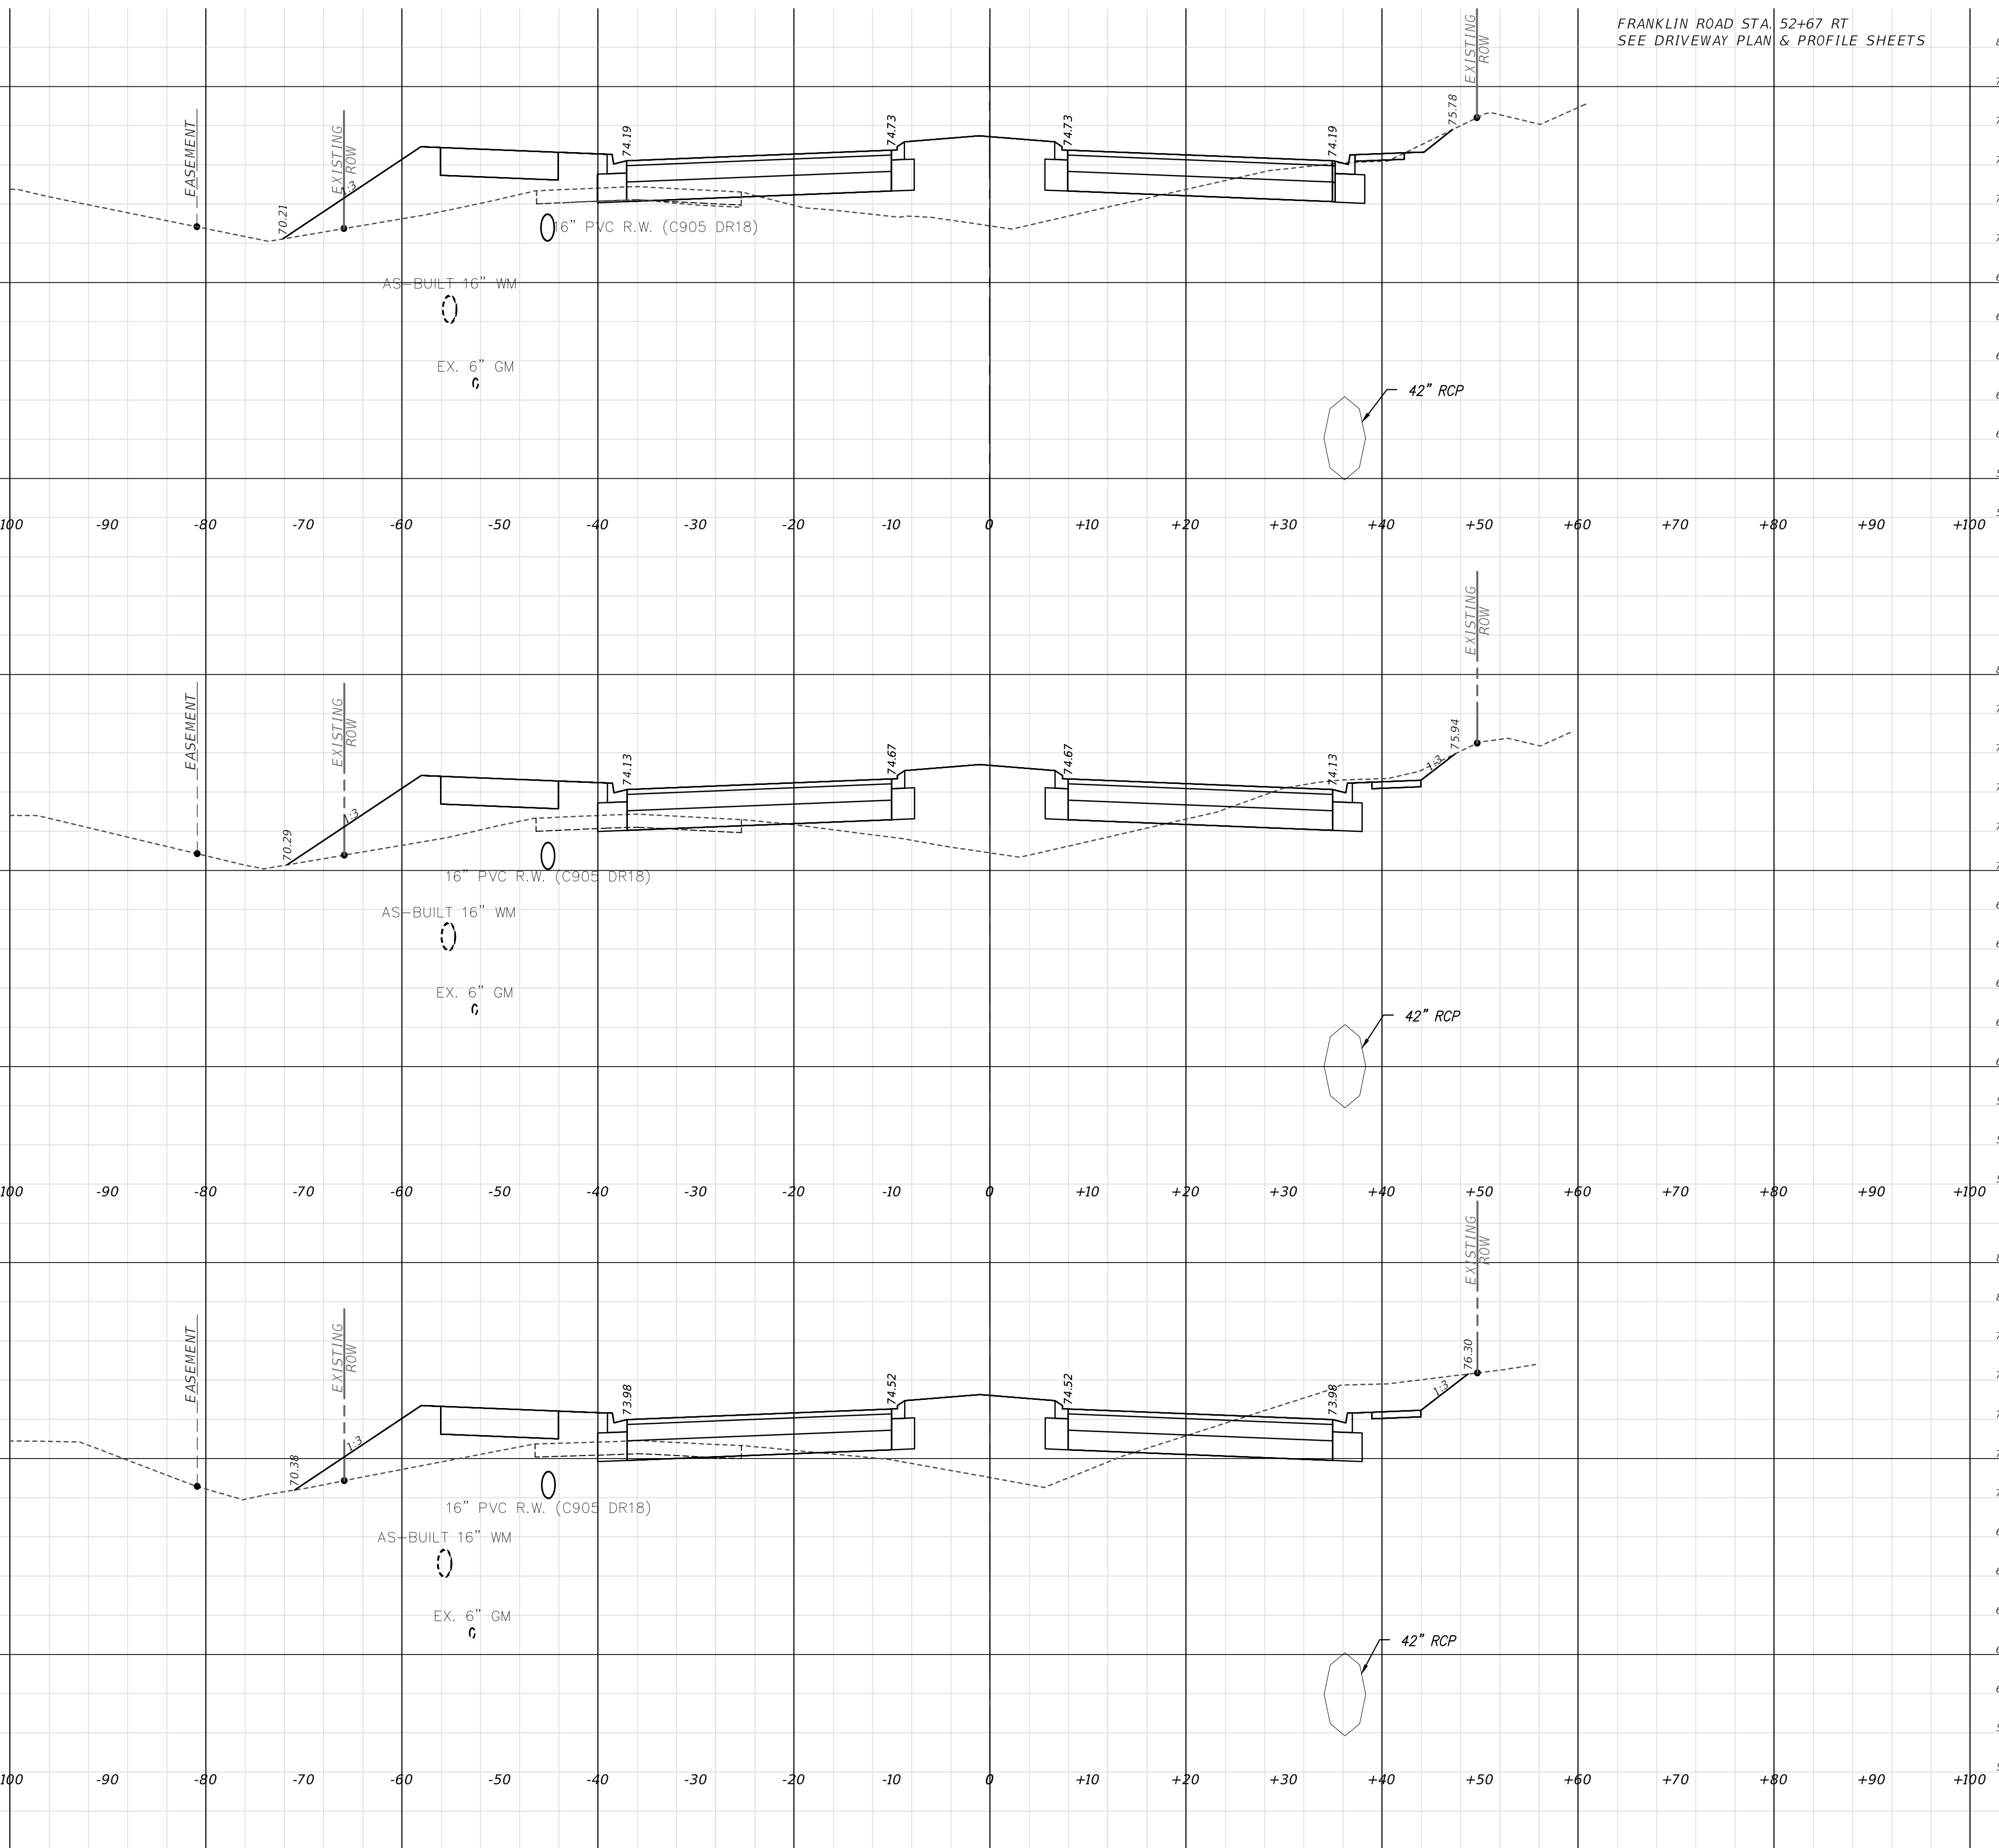 FRANKLIN ROAD STA. 52+67 RT
SEE DRIVEWAY PLAN & PROFILE SHEETS
EXISTING
ROW
EASEMENT
EXISTING
ROW
70.21
1:3
74.19
74.73
74.73
74.19
75.78
16" PVC R.W. (C905 DR18)
AS-BUILT 16" WM
EX. 6" GM
42" RCP
100 -90 -80 -70 -60 -50 -40 -30 -20 -10 0 +10 +20 +30 +40 +50 +60 +70 +80 +90 +100
EXISTING
ROW
EASEMENT
EXISTING
ROW
70.29
1:3
74.13
74.67
74.67
74.13
1:3
75.94
16" PVC R.W. (C905 DR18)
AS-BUILT 16" WM
EX. 6" GM
42" RCP
100 -90 -80 -70 -60 -50 -40 -30 -20 -10 0 +10 +20 +30 +40 +50 +60 +70 +80 +90 +100
EXISTING
ROW
EASEMENT
EXISTING
ROW
70.38
1:3
73.98
74.52
74.52
73.98
1:3
76.30
16" PVC R.W. (C905 DR18)
AS-BUILT 16" WM
EX. 6" GM
42" RCP
100 -90 -80 -70 -60 -50 -40 -30 -20 -10 0 +10 +20 +30 +40 +50 +60 +70 +80 +90 +100